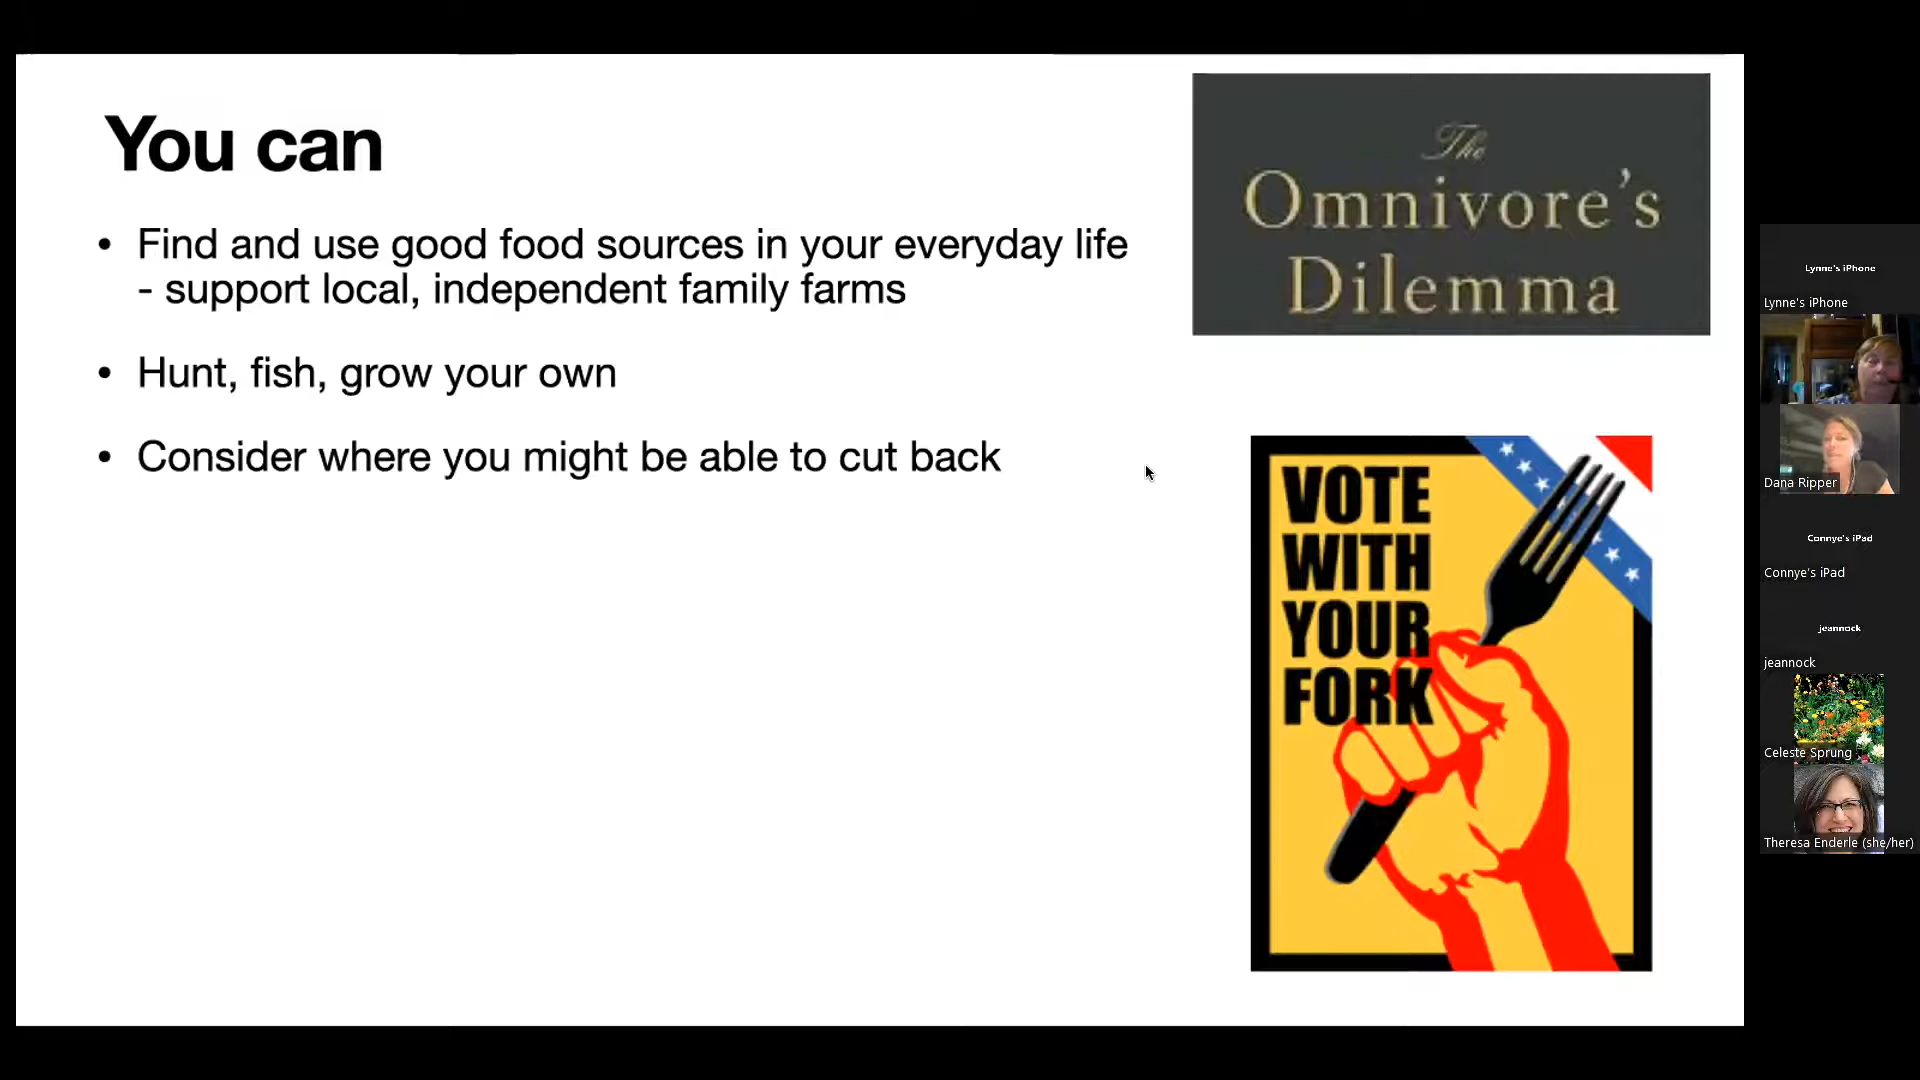 You can
• Find and use good food sources in your everyday life
- support local, independent family farms
• Hunt, fish, grow your own
• Consider where you might be able to cut back
The
Omnivore's
Dilemma
VOTE
WITH
YOUR
FORK
Lynne's iPhone
Lynne's iPhone
Dana Ripper
Connye's iPad
Connye's iPad
jeannock
jeannock
Celeste Sprung
Theresa Enderle (she/her)